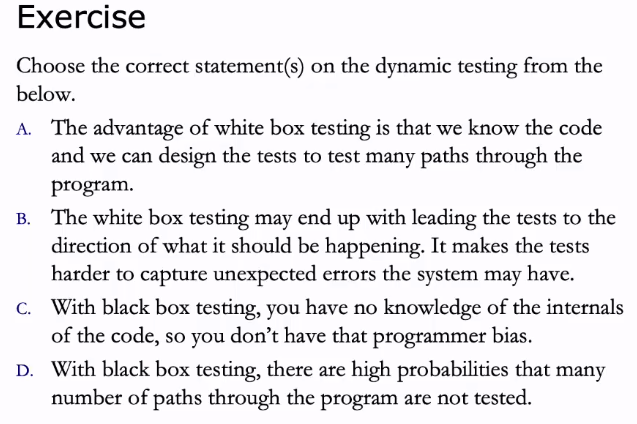 Exercise
Choose the correct statement(s) on the dynamic testing from the
below.
A. The advantage of white box testing is that we know the code
and we can design the tests to test many paths through the
program.
B. The white box testing may end up with leading the tests to the
direction of what it should be happening. It makes the tests
harder to capture unexpected errors the system may have.
C. With black box testing, you have no knowledge of the internals
of the code, so you don't have that programmer bias.
D. With black box testing, there are high probabilities that many
number of paths through the program are not tested.